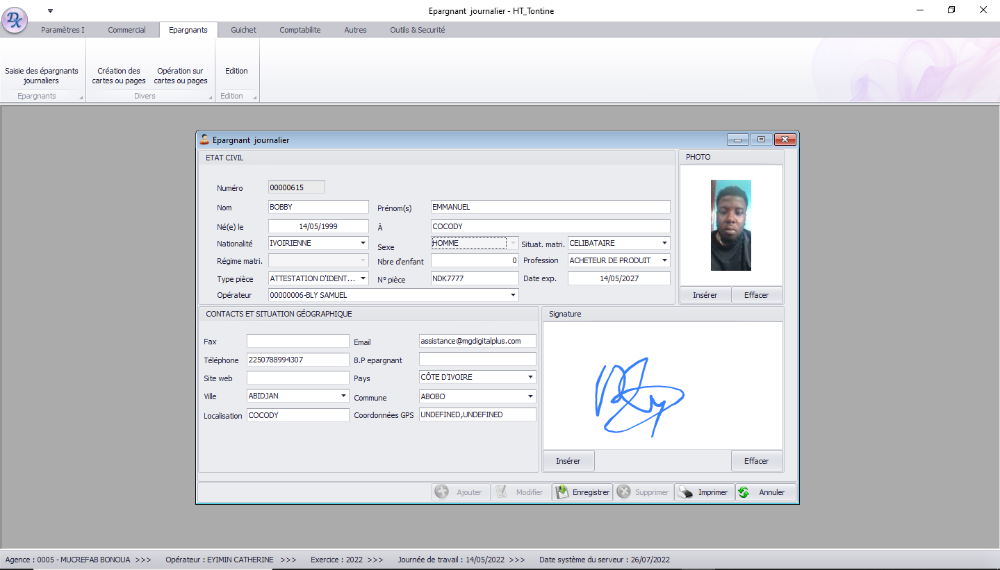 Epargnant journalier - HT_Tontine
DX
Paramètres I Commercial Epargnants Guichet Comptabilite Autres Outils & Securité
Saisie des épargnants journaliers
Création des cartes ou pages
Opération sur cartes ou pages
Edition
Epargnants Divers Edition
Epargnant journalier
ETAT CIVIL
Numéro 00000615
Nom BOBBY Prénom(s) EMMANUEL
Né(e) le 14/05/1999 À COCODY
Nationalité IVOIRIENNE Sexe HOMME Situat. matri. CELIBATAIRE
Régime matri. Nbre d'enfant 0 Profession ACHETEUR DE PRODUIT
Type pièce ATTESTATION D'IDENT... N° pièce NDK7777 Date exp. 14/05/2027
Opérateur 00000006-BLY SAMUEL
PHOTO
Insérer Effacer
CONTACTS ET SITUATION GÉOGRAPHIQUE
Fax Email assistance@mgdigitalplus.com
Téléphone 2250788994307 B.P epargnant
Site web Pays CÔTE D'IVOIRE
Ville ABIDJAN Commune ABOBO
Localisation COCODY Coordonnées GPS UNDEFINED,UNDEFINED
Signature
Insérer Effacer
Ajouter Modifier Enregistrer Supprimer Imprimer Annuler
Agence : 0005 - MUCREFAB BONOUA >>> Opérateur : EYIMIN CATHERINE >>> Exercice : 2022 >>> Journée de travail : 14/05/2022 >>> Date système du serveur : 26/07/2022